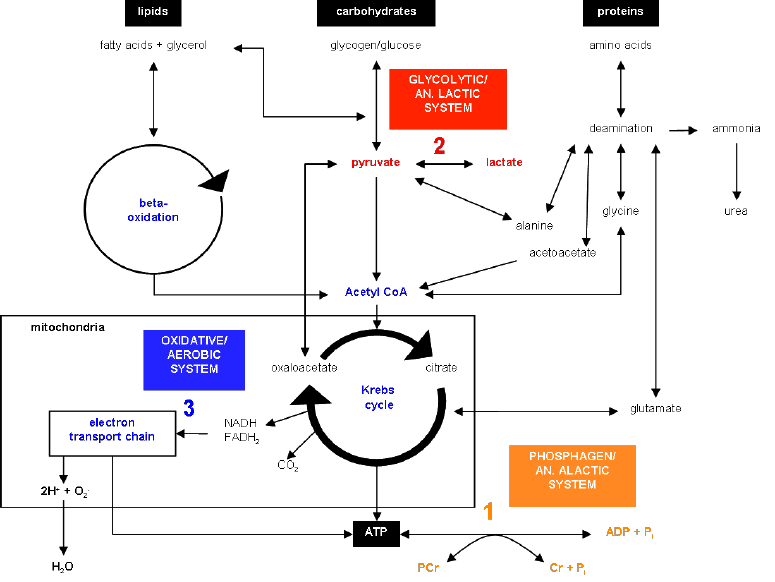 lipids
carbohydrates
proteins
fatty acids + glycerol
glycogen/glucose
amino acids
GLYCOLYTIC/
AN. LACTIC
SYSTEM
2
deamination
ammonia
pyruvate
lactate
beta-
oxidation
alanine
glycine
urea
acetoacetate
Acetyl CoA
mitochondria
OXIDATIVE/
AEROBIC
SYSTEM
oxaloacetate
citrate
Krebs
cycle
3
electron
transport chain
NADH
FADH₂
glutamate
CO₂
PHOSPHAGEN/
AN. ALACTIC
SYSTEM
2H⁺ + O₂⁻
1
ATP
ADP + Pᵢ
H₂O
PCr
Cr + Pᵢ